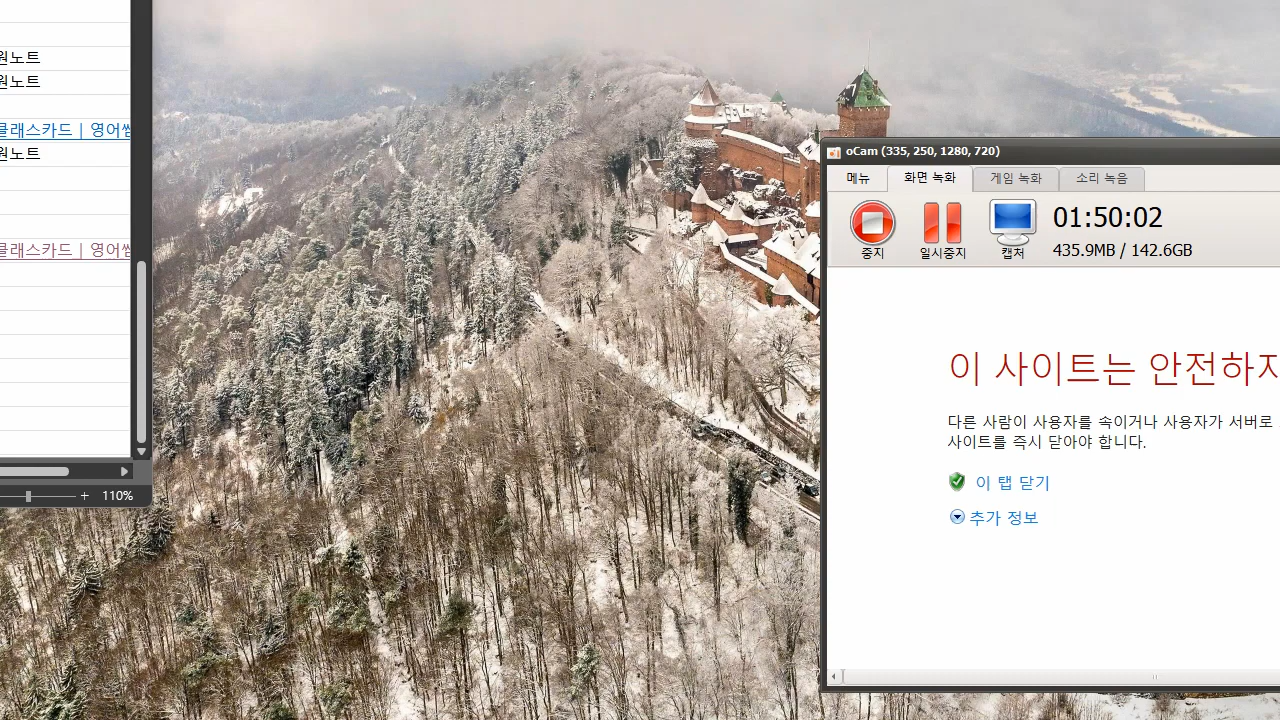 원노트
원노트
클래스카드 | 영어
원노트
클래스카드 | 영어
+ 110%
oCam (335, 250, 1280, 720)
메뉴 화면 녹화 게임 녹화 소리 녹음
중지 일시중지 캡처
01:50:02
435.9MB / 142.6GB
이 사이트는 안전하지
다른 사람이 사용자를 속이거나 사용자가 서버로
사이트를 즉시 닫아야 합니다.
이 탭 닫기
추가 정보